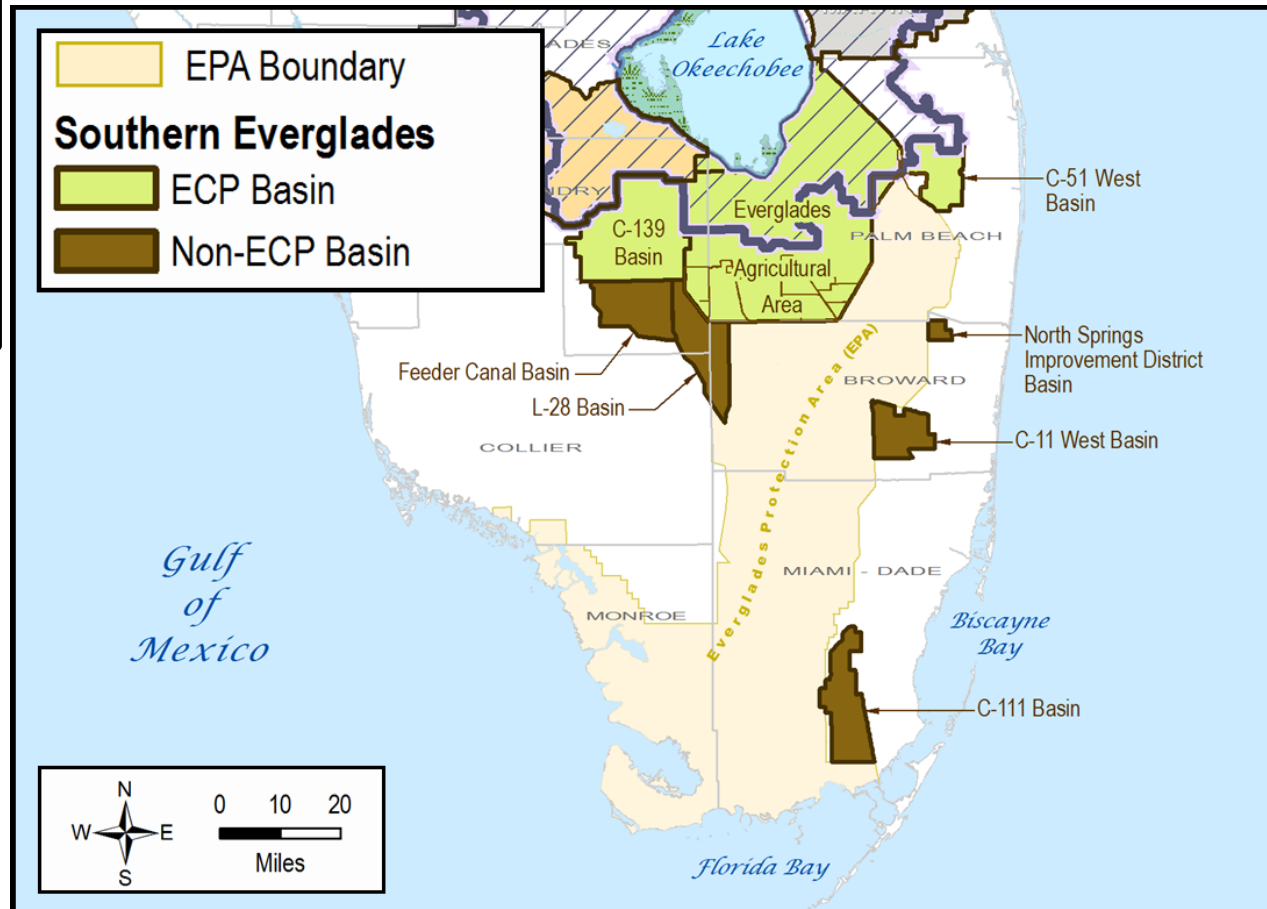 EPA Boundary
Southern Everglades
ECP Basin
Non-ECP Basin
ADES
Lake
Okeechobee
NDRY
C-139
Basin
Everglades
Agricultural
Area
PALM BEACH
C-51 West
Basin
North Springs
Improvement District
Basin
Feeder Canal Basin
L-28 Basin
BROWARD
C-11 West Basin
COLLIER
Everglades Protection Area (EPA)
Gulf
of
Mexico
MONROE
MIAMI - DADE
Biscayne
Bay
C-111 Basin
Florida Bay
N
W
E
S
0 10 20
Miles